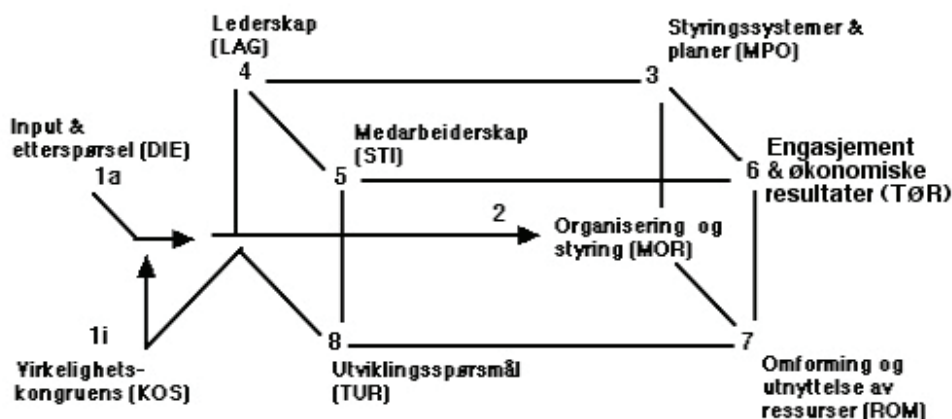 Lederskap
(LAG)
4
Styringssystemer &
planer (MPO)
3
Input &
etterspørsel (DIE)
1a
Medarbeiderskap
(STI)
5
Engasjement
& økonomiske
resultater (TØR)
6
2
Organisering og
styring (MOR)
1i
Virkelighets-
kongruens (KOS)
8
Utviklingsspørsmål
(TUR)
7
Omforming og
utnyttelse av
ressurser (ROM)